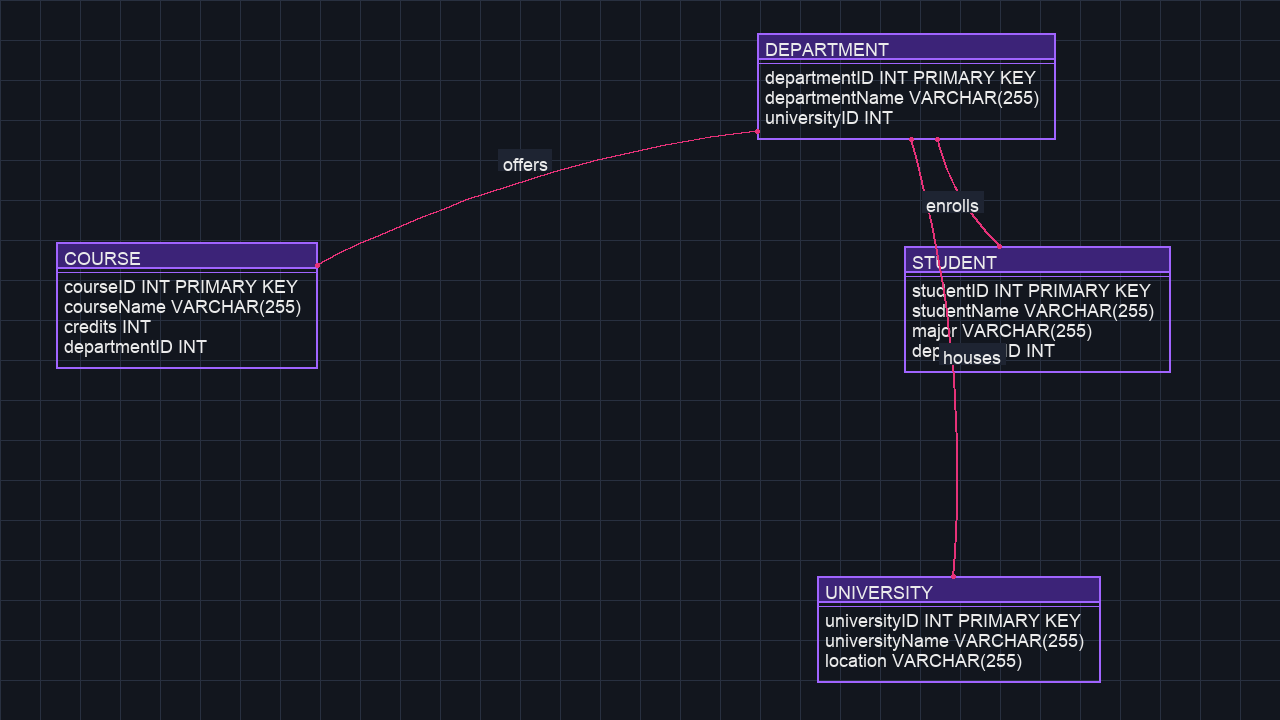 DEPARTMENT
departmentID INT PRIMARY KEY
departmentName VARCHAR(255)
universityID INT
offers
enrolls
COURSE
courseID INT PRIMARY KEY
courseName VARCHAR(255)
credits INT
departmentID INT
STUDENT
studentID INT PRIMARY KEY
studentName VARCHAR(255)
major VARCHAR(255)
INT
houses
UNIVERSITY
universityID INT PRIMARY KEY
universityName VARCHAR(255)
location VARCHAR(255)